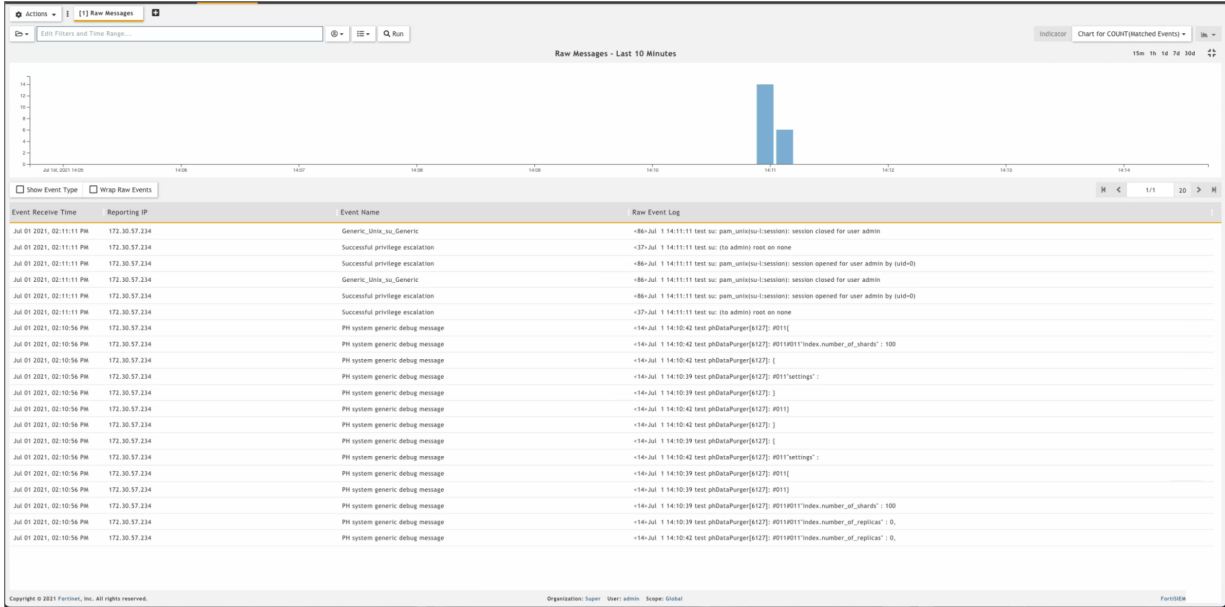 Actions
[1] Raw Messages
Edit Filters and Time Range...
Run
Indicator
Chart for COUNT(Matched Events)
Raw Messages - Last 10 Minutes
15m 1h 1d 7d 30d
14
12
10
8
6
4
2
0
Jul 1st, 2021 14:05 14:06 14:07 14:08 14:09 14:10 14:11 14:12 14:13 14:14
Show Event Type Wrap Raw Events
1/1 20
Event Receive Time Reporting IP Event Name Raw Event Log
Jul 01 2021, 02:11:11 PM 172.30.57.234 Generic_Unix_su_Generic <86>Jul 1 14:11:11 test su: pam_unix(su-l:session): session closed for user admin
Jul 01 2021, 02:11:11 PM 172.30.57.234 Successful privilege escalation <37>Jul 1 14:11:11 test su: (to admin) root on none
Jul 01 2021, 02:11:11 PM 172.30.57.234 Successful privilege escalation <86>Jul 1 14:11:11 test su: pam_unix(su-l:session): session opened for user admin by (uid=0)
Jul 01 2021, 02:11:11 PM 172.30.57.234 Generic_Unix_su_Generic <86>Jul 1 14:11:11 test su: pam_unix(su-l:session): session closed for user admin
Jul 01 2021, 02:11:11 PM 172.30.57.234 Successful privilege escalation <86>Jul 1 14:11:11 test su: pam_unix(su-l:session): session opened for user admin by (uid=0)
Jul 01 2021, 02:11:11 PM 172.30.57.234 Successful privilege escalation <37>Jul 1 14:11:11 test su: (to admin) root on none
Jul 01 2021, 02:10:56 PM 172.30.57.234 PH system generic debug message <14>Jul 1 14:10:42 test phDataPurger[6127]: #011{
Jul 01 2021, 02:10:56 PM 172.30.57.234 PH system generic debug message <14>Jul 1 14:10:42 test phDataPurger[6127]: #011#011"index.number_of_shards" : 100
Jul 01 2021, 02:10:56 PM 172.30.57.234 PH system generic debug message <14>Jul 1 14:10:42 test phDataPurger[6127]: {
Jul 01 2021, 02:10:56 PM 172.30.57.234 PH system generic debug message <14>Jul 1 14:10:39 test phDataPurger[6127]: #011"settings" :
Jul 01 2021, 02:10:56 PM 172.30.57.234 PH system generic debug message <14>Jul 1 14:10:39 test phDataPurger[6127]: }
Jul 01 2021, 02:10:56 PM 172.30.57.234 PH system generic debug message <14>Jul 1 14:10:42 test phDataPurger[6127]: #011}
Jul 01 2021, 02:10:56 PM 172.30.57.234 PH system generic debug message <14>Jul 1 14:10:42 test phDataPurger[6127]: }
Jul 01 2021, 02:10:56 PM 172.30.57.234 PH system generic debug message <14>Jul 1 14:10:39 test phDataPurger[6127]: {
Jul 01 2021, 02:10:56 PM 172.30.57.234 PH system generic debug message <14>Jul 1 14:10:42 test phDataPurger[6127]: #011"settings" :
Jul 01 2021, 02:10:56 PM 172.30.57.234 PH system generic debug message <14>Jul 1 14:10:39 test phDataPurger[6127]: #011{
Jul 01 2021, 02:10:56 PM 172.30.57.234 PH system generic debug message <14>Jul 1 14:10:39 test phDataPurger[6127]: #011}
Jul 01 2021, 02:10:56 PM 172.30.57.234 PH system generic debug message <14>Jul 1 14:10:39 test phDataPurger[6127]: #011#011"index.number_of_shards" : 100
Jul 01 2021, 02:10:56 PM 172.30.57.234 PH system generic debug message <14>Jul 1 14:10:39 test phDataPurger[6127]: #011#011"index.number_of_replicas" : 0,
Jul 01 2021, 02:10:56 PM 172.30.57.234 PH system generic debug message <14>Jul 1 14:10:42 test phDataPurger[6127]: #011#011"index.number_of_replicas" : 0,
Copyright © 2021 Fortinet, Inc. All rights reserved. Organization: Super User: admin Scope: Global FortiSIEM